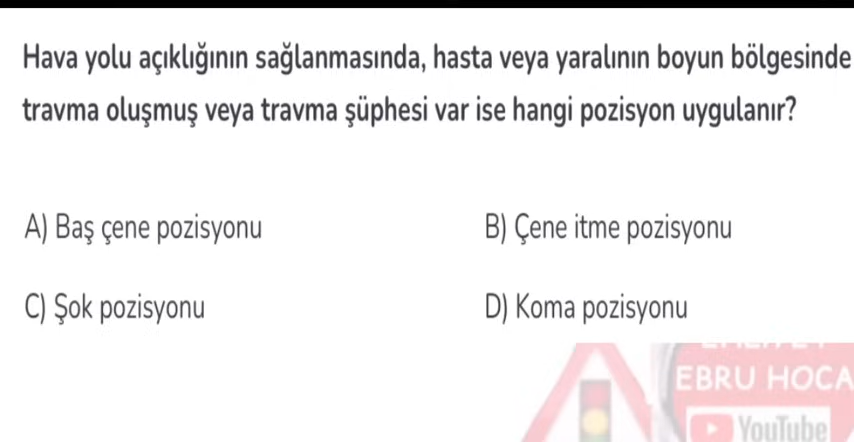 Hava yolu açıklığının sağlanmasında, hasta veya yaralının boyun bölgesinde
travma oluşmuş veya travma şüphesi var ise hangi pozisyon uygulanır?
A) Baş çene pozisyonu
B) Çene itme pozisyonu
C) Şok pozisyonu
D) Koma pozisyonu
EBRU HOCA
YouTube